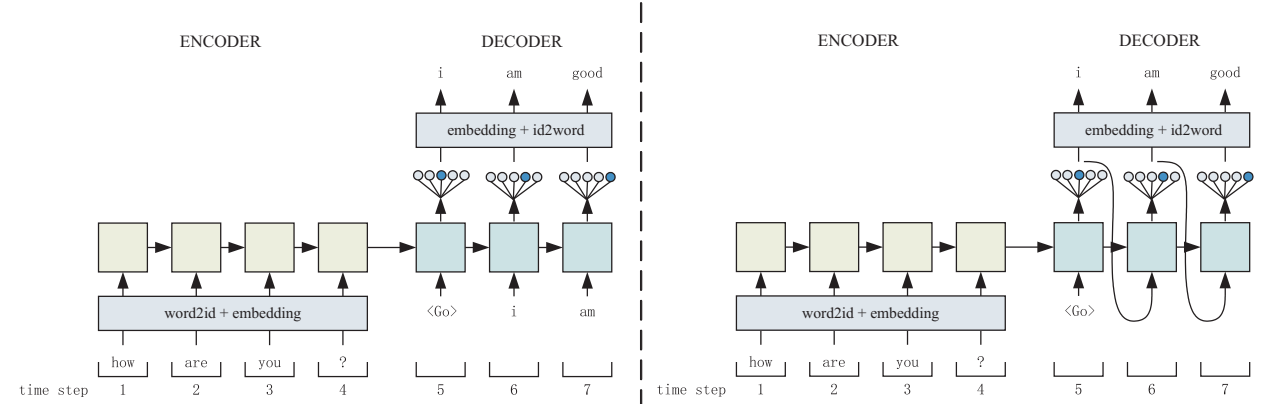 ENCODER DECODER
i am good
embedding + id2word
word2id + embedding
<Go> i am
how are you ?
time step 1 2 3 4 5 6 7
ENCODER DECODER
i am good
embedding + id2word
word2id + embedding
<Go>
how are you ?
time step 1 2 3 4 5 6 7